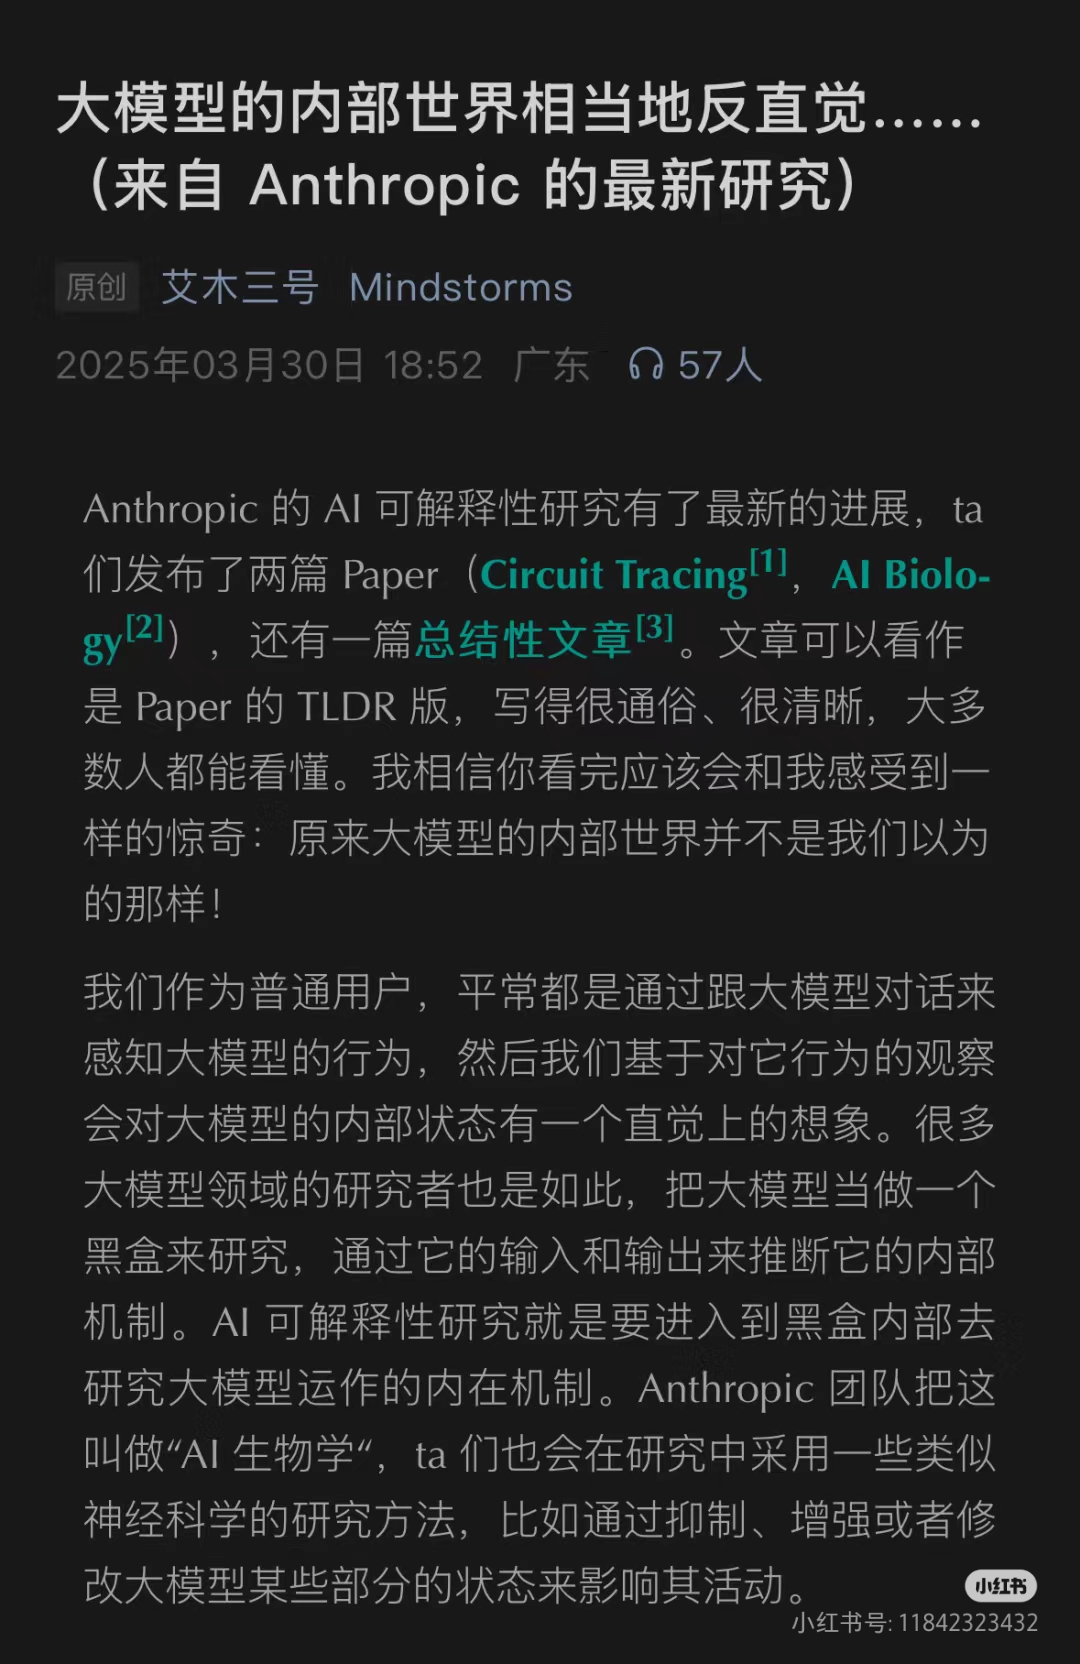 大模型的内部世界相当地反直觉……
（来自 Anthropic 的最新研究）
原创 艾木三号 Mindstorms
2025年03月30日 18:52 广东 57人
Anthropic 的 AI 可解释性研究有了最新的进展，ta
们发布了两篇 Paper（Circuit Tracing[1]，AI Biolo-
gy[2]），还有一篇总结性文章[3]。文章可以看作
是 Paper 的 TLDR 版，写得很通俗、很清晰，大多
数人都能看懂。我相信你看完应该会和我感受到一
样的惊奇：原来大模型的内部世界并不是我们以为
的那样！
我们作为普通用户，平常都是通过跟大模型对话来
感知大模型的行为，然后我们基于对它行为的观察
会对大模型的内部状态有一个直觉上的想象。很多
大模型领域的研究者也是如此，把大模型当做一个
黑盒来研究，通过它的输入和输出来推断它的内部
机制。AI 可解释性研究就是要进入到黑盒内部去
研究大模型运作的内在机制。Anthropic 团队把这
叫做“AI 生物学“，ta 们也会在研究中采用一些类似
神经科学的研究方法，比如通过抑制、增强或者修
改大模型某些部分的状态来影响其活动。
小红书
小红书号: 11842323432